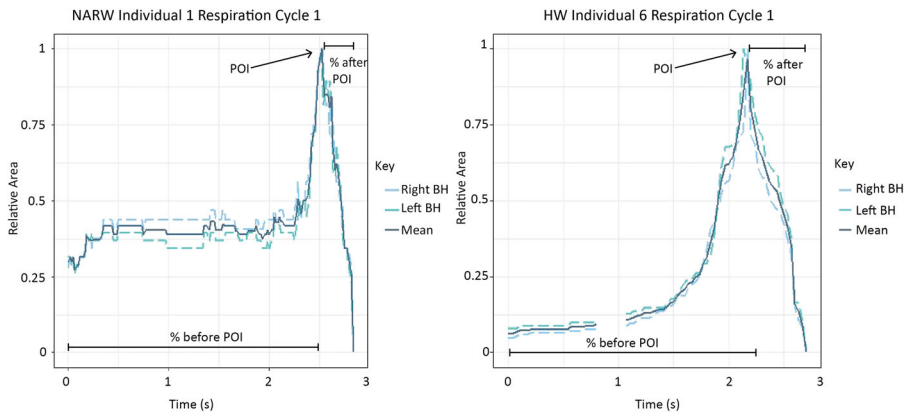 NARW Individual 1 Respiration Cycle 1
1
0.75
0.5
0.25
0
Relative Area
POI
% after
POI
% before POI
0
1
2
3
Time (s)
Key
Right BH
Left BH
Mean
HW Individual 6 Respiration Cycle 1
1
0.75
0.5
0.25
0
Relative Area
POI
% after
POI
% before POI
0
1
2
3
Time (s)
Key
Right BH
Left BH
Mean